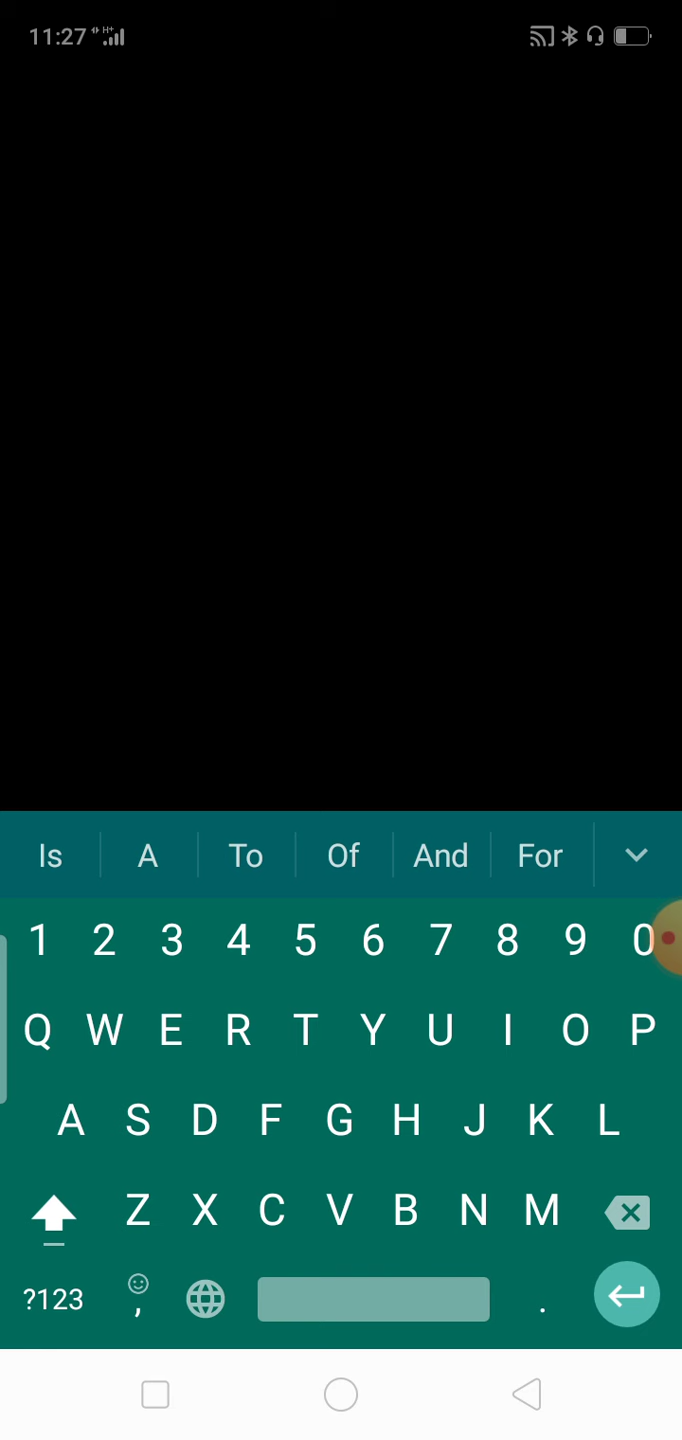 11:27 H+
Is A To Of And For
1 2 3 4 5 6 7 8 9 0
Q W E R T Y U I O P
A S D F G H J K L
Z X C V B N M
?123 , .